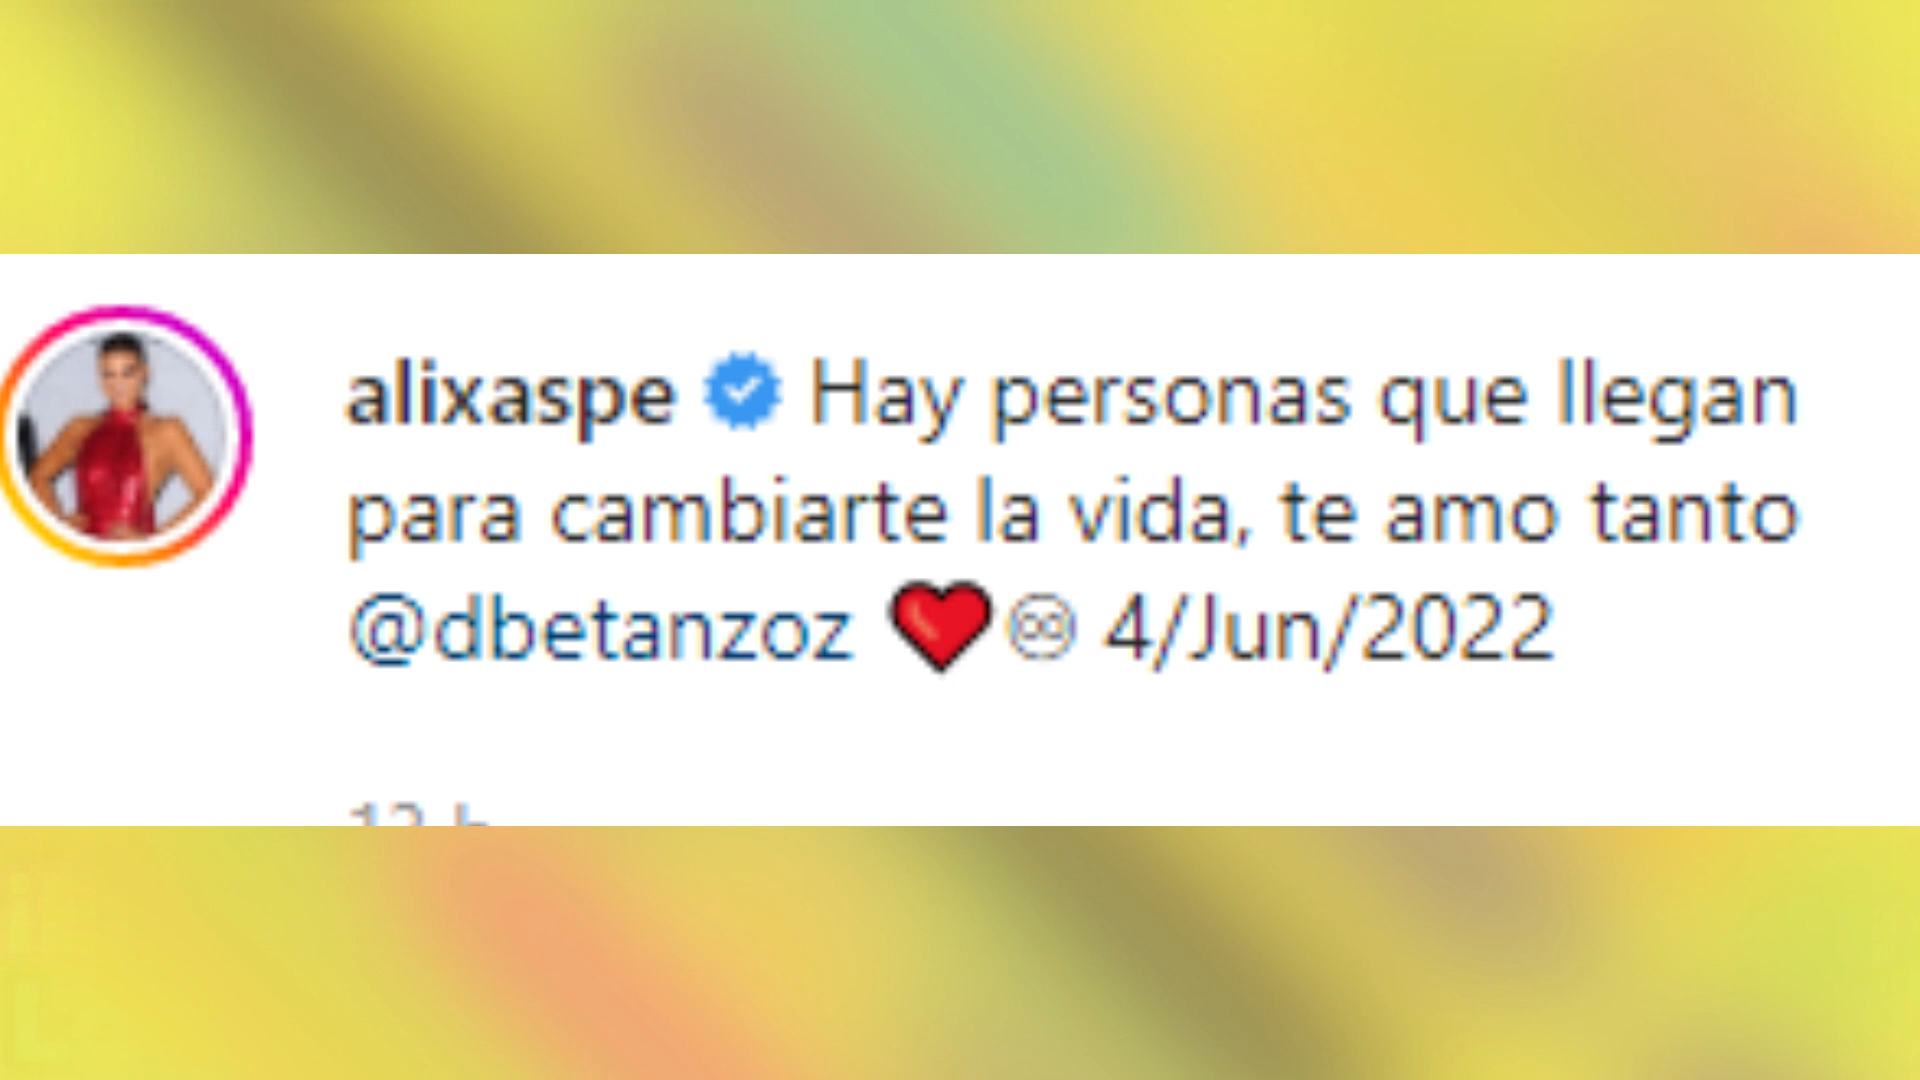 alixaspe Hay personas que llegan
para cambiarte la vida, te amo tanto
@dbetanzoz ❤️♾ 4/Jun/2022